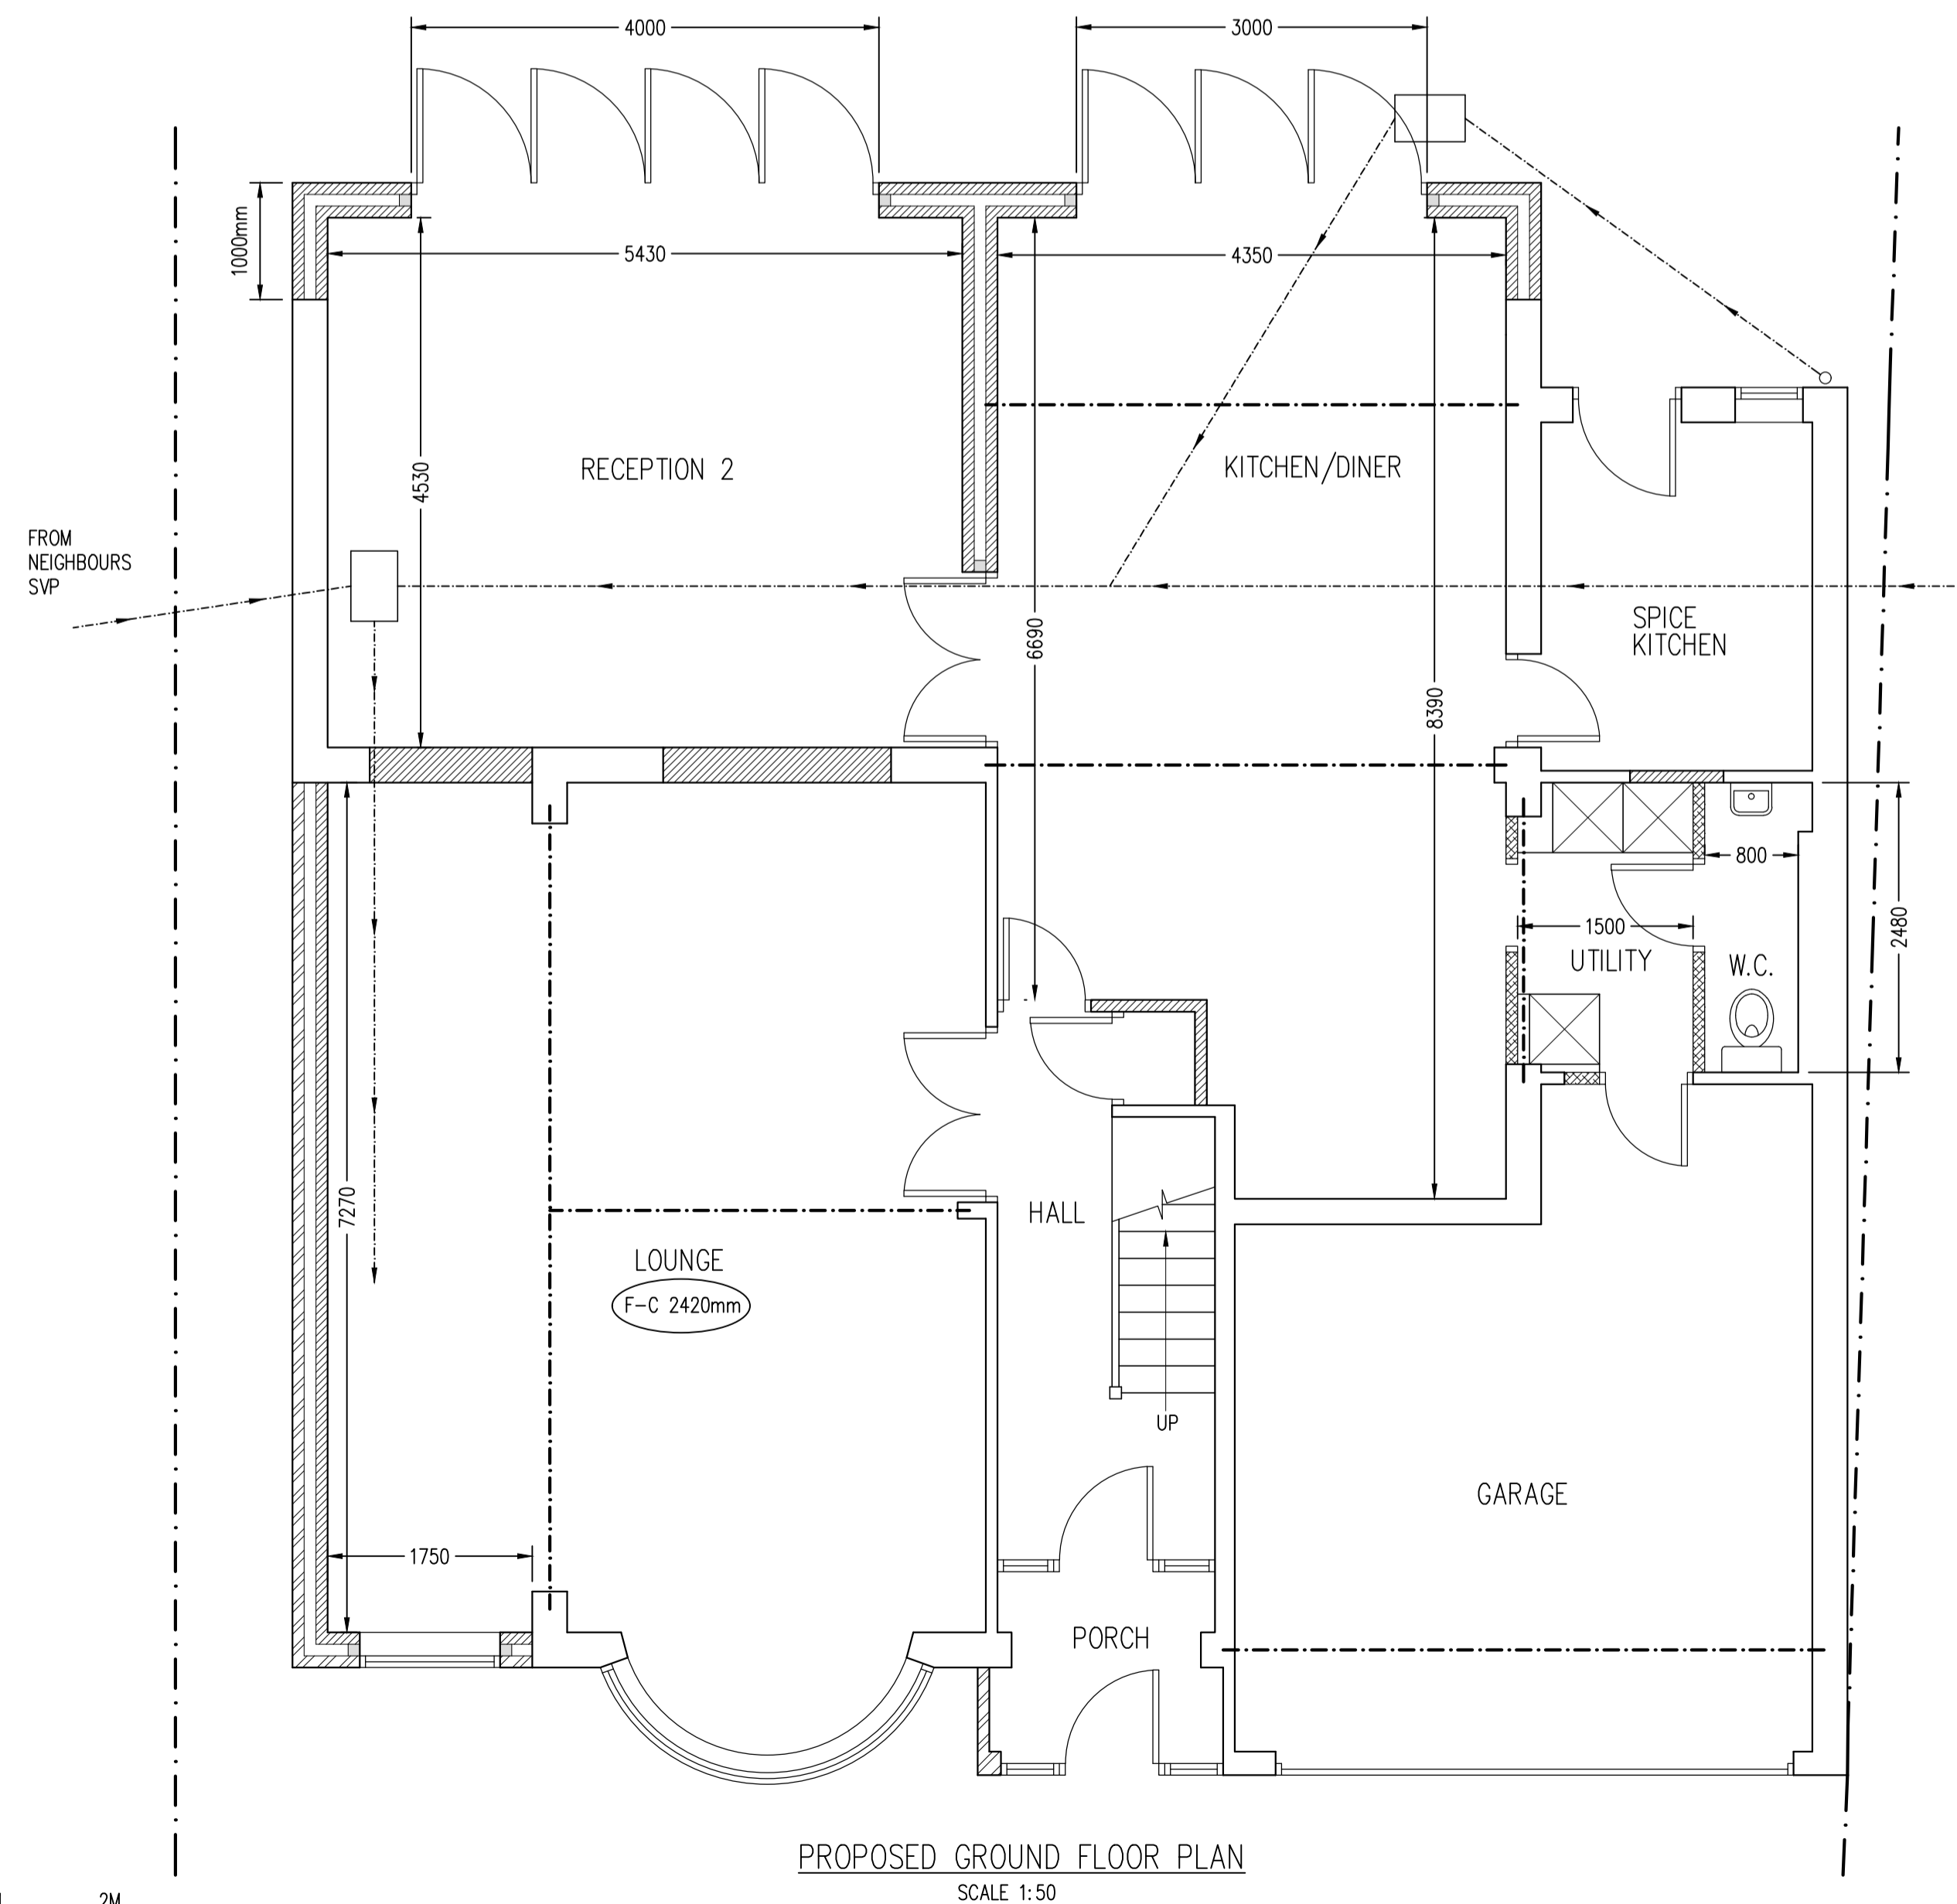 4000
3000
1000mm
5430
4350
4530
RECEPTION 2
KITCHEN/DINER
FROM
NEIGHBOURS
SVP
6690
SPICE
KITCHEN
8390
800
1500
UTILITY
W.C.
2480
7270
HALL
LOUNGE
F-C 2420mm
UP
GARAGE
1750
PORCH
PROPOSED GROUND FLOOR PLAN
SCALE 1:50
2M